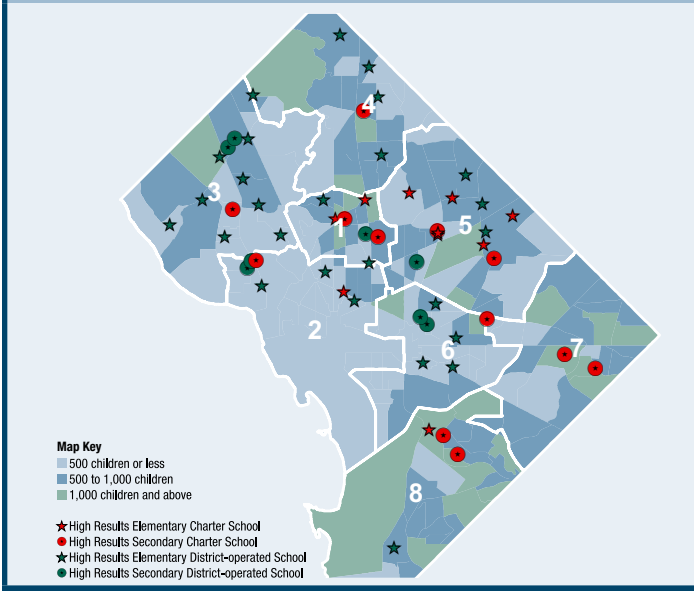 4
3
5
1
2
7
6
8
Map Key
500 children or less
500 to 1,000 children
1,000 children and above
High Results Elementary Charter School
High Results Secondary Charter School
High Results Elementary District-operated School
High Results Secondary District-operated School